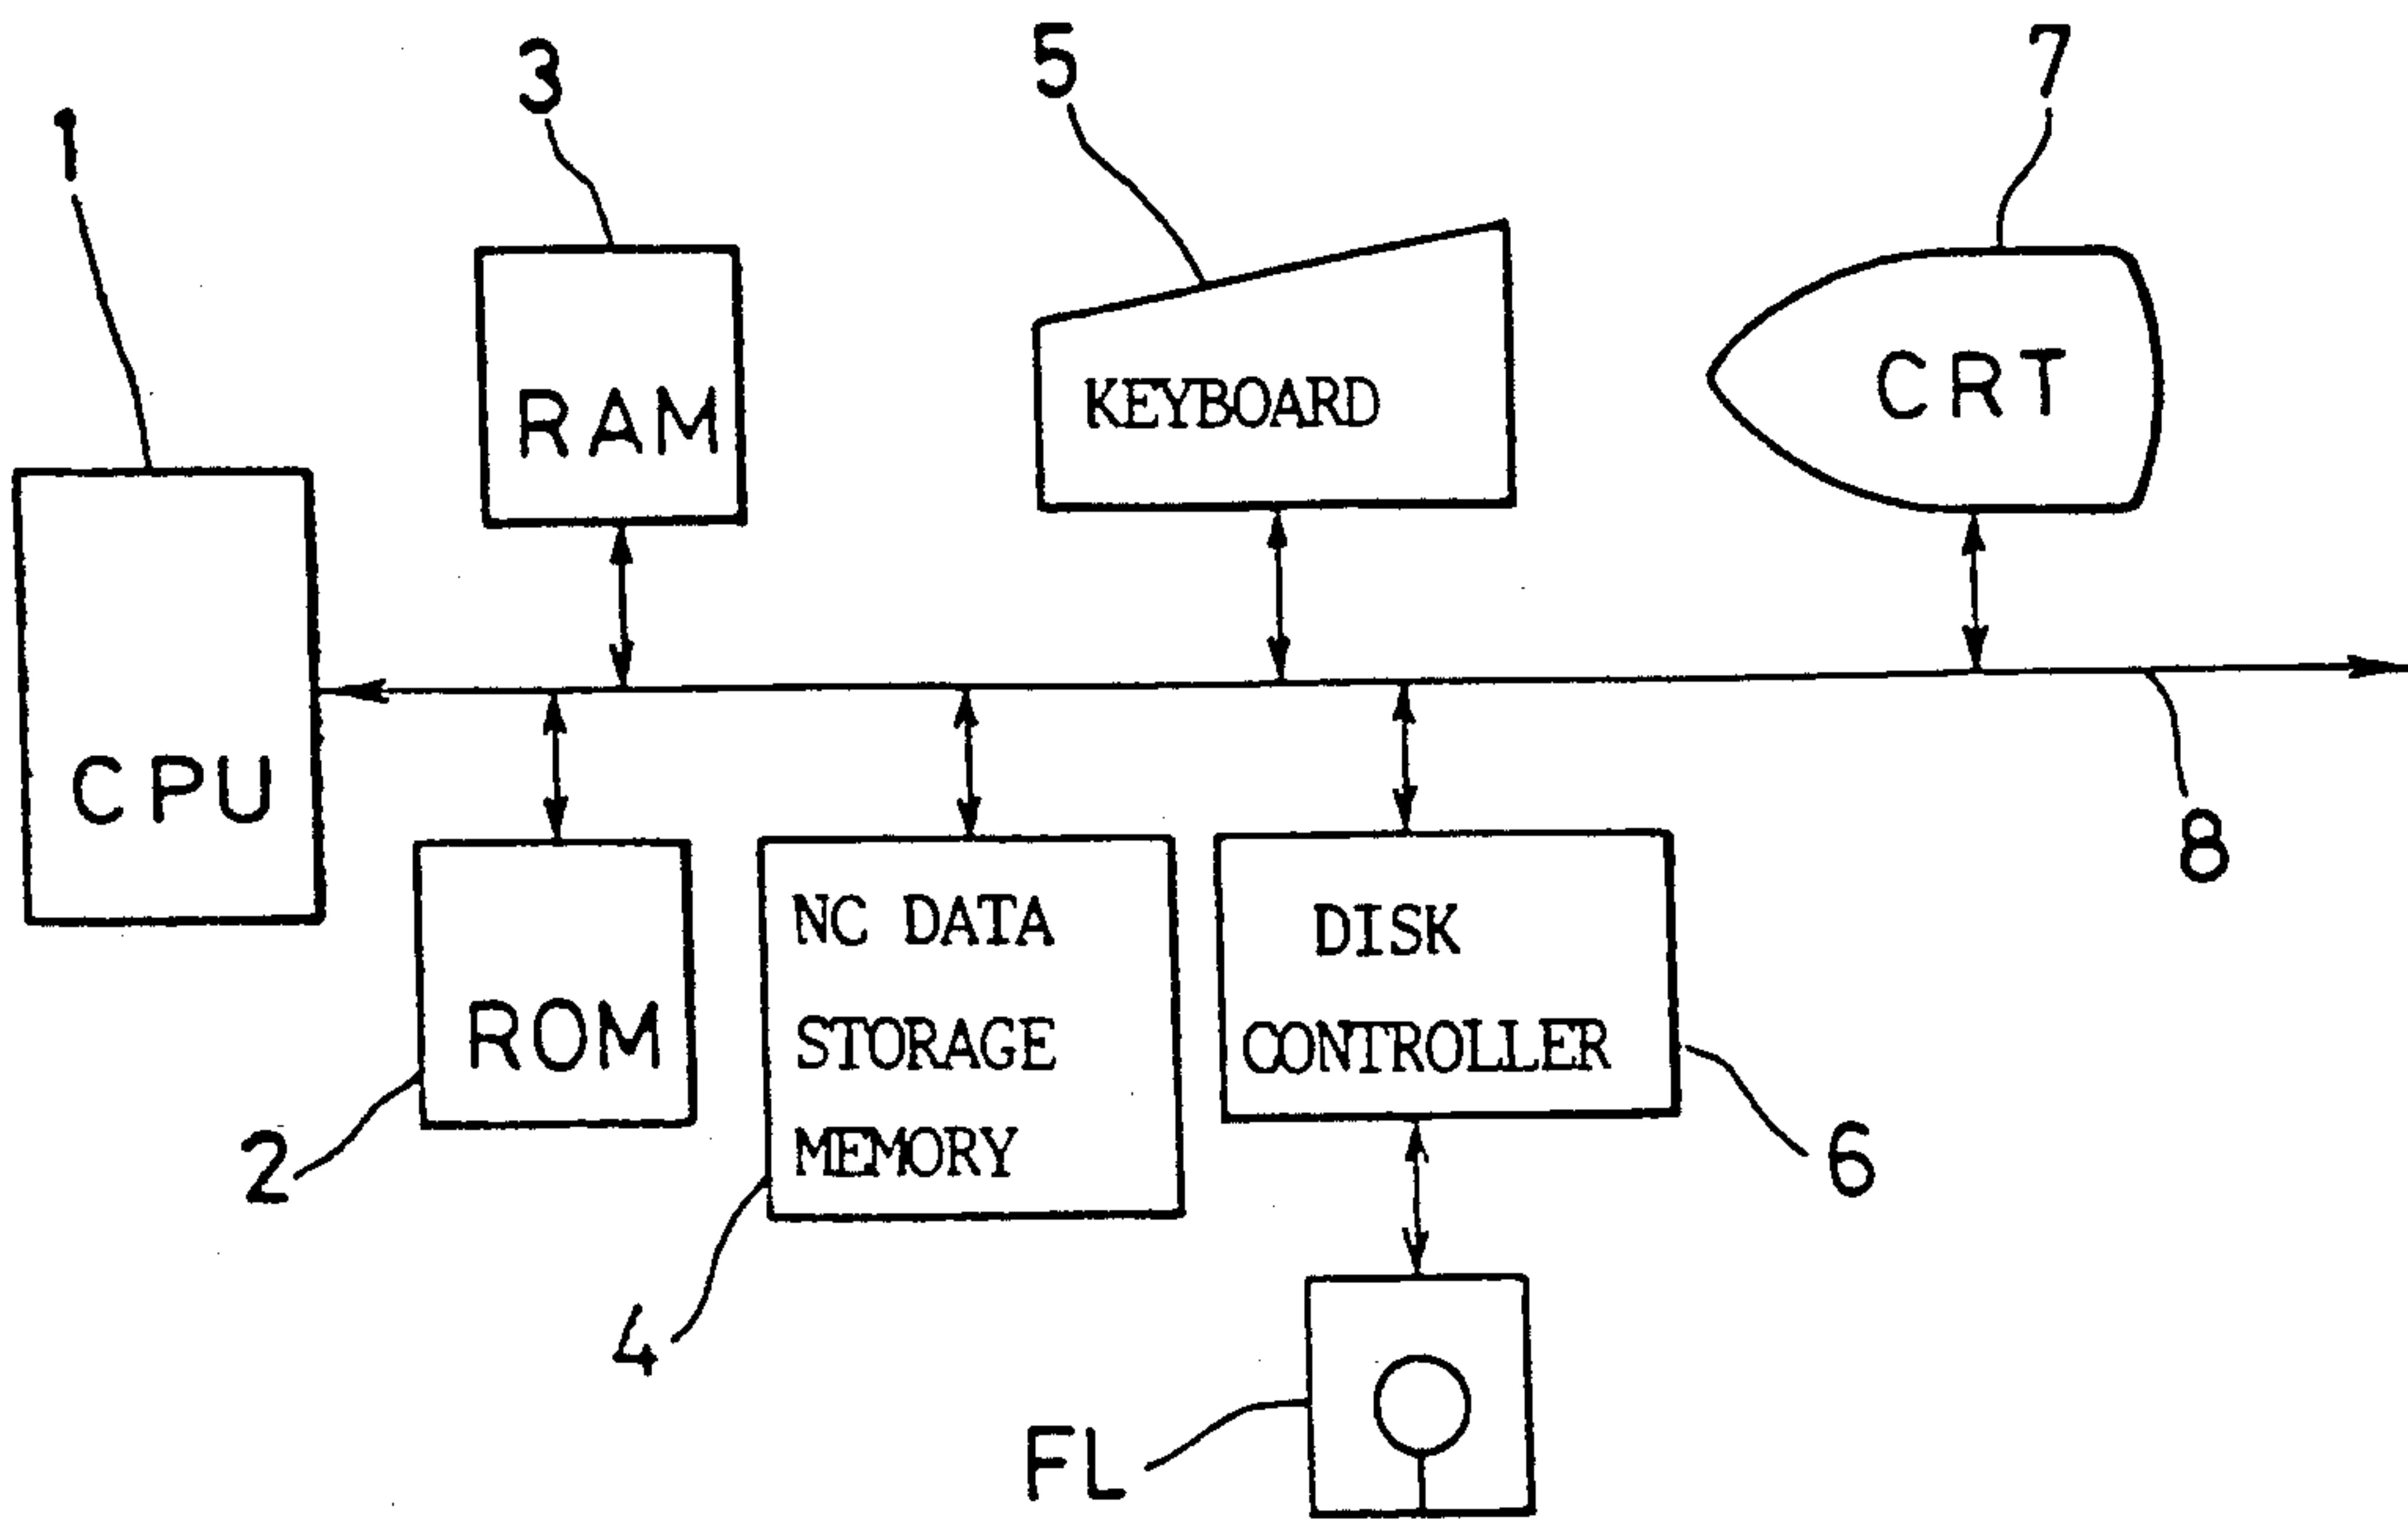 1
3
5
7
RAM
KEYBOARD
CRT
CPU
8
ROM
NC DATA
STORAGE
MEMORY
DISK
CONTROLLER
2
4
6
FL